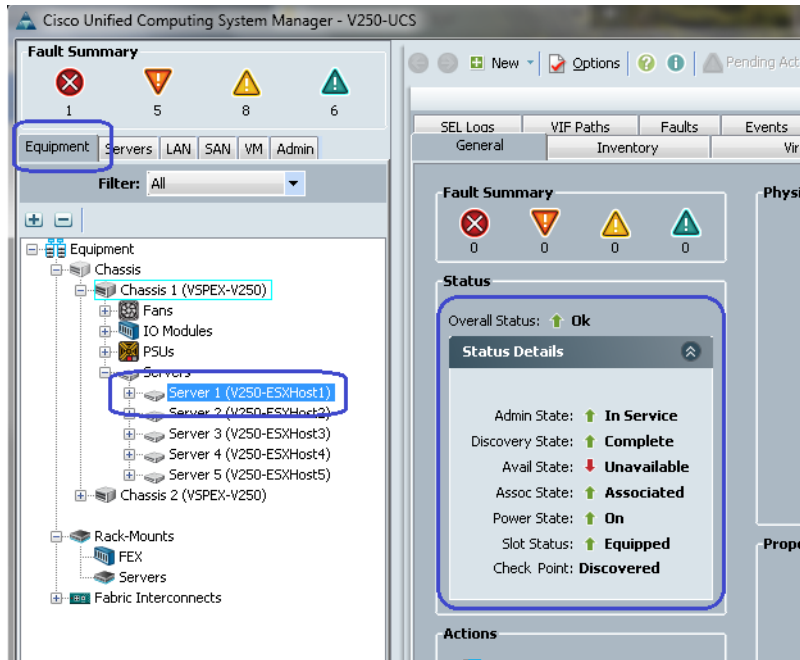 Cisco Unified Computing System Manager - V250-UCS
Fault Summary
1 5 8 6
Equipment Servers LAN SAN VM Admin
Filter: All
Equipment
Chassis
Chassis 1 (VSPEX-V250)
Fans
IO Modules
PSUs
Servers
Server 1 (V250-ESXHost1)
Server 2 (V250-ESXHost2)
Server 3 (V250-ESXHost3)
Server 4 (V250-ESXHost4)
Server 5 (V250-ESXHost5)
Chassis 2 (VSPEX-V250)
Rack-Mounts
FEX
Servers
Fabric Interconnects
New Options Pending Act
SEL Logs VIF Paths Faults Events
General Inventory Vir
Fault Summary
0 0 0 0
Status
Overall Status: Ok
Status Details
Admin State: In Service
Discovery State: Complete
Avail State: Unavailable
Assoc State: Associated
Power State: On
Slot Status: Equipped
Check Point: Discovered
Actions
Physi
Prope